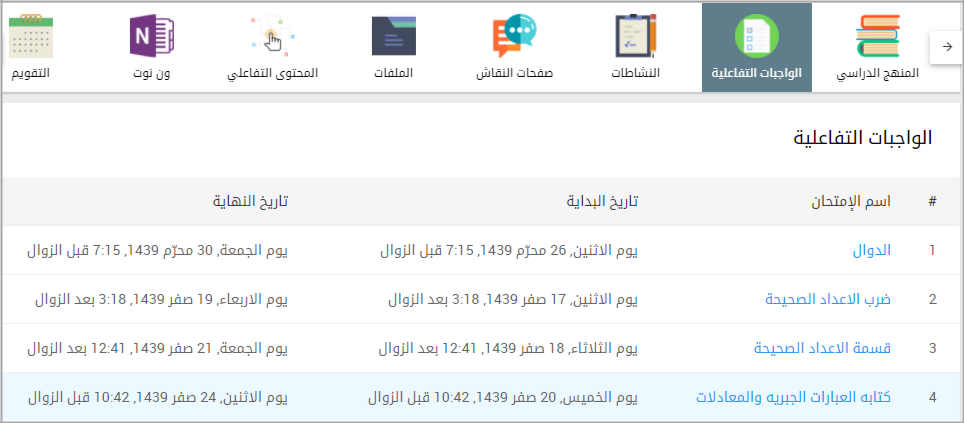 المنهج الدراسي الواجبات التفاعلية النشاطات صفحات النقاش الملفات المحتوى التفاعلي ون نوت التقويم
الواجبات التفاعلية
# اسم الإمتحان تاريخ البداية تاريخ النهاية
1 الدوال يوم الاثنين, 26 محرّم 1439, 7:15 قبل الزوال يوم الجمعة, 30 محرّم 1439, 7:15 قبل الزوال
2 ضرب الاعداد الصحيحة يوم الاثنين, 17 صفر 1439, 3:18 بعد الزوال يوم الاربعاء, 19 صفر 1439, 3:18 بعد الزوال
3 قسمة الاعداد الصحيحة يوم الثلاثاء, 18 صفر 1439, 12:41 بعد الزوال يوم الجمعة, 21 صفر 1439, 12:41 بعد الزوال
4 كتابه العبارات الجبريه والمعادلات يوم الخميس, 20 صفر 1439, 10:42 قبل الزوال يوم الاثنين, 24 صفر 1439, 10:42 قبل الزوال